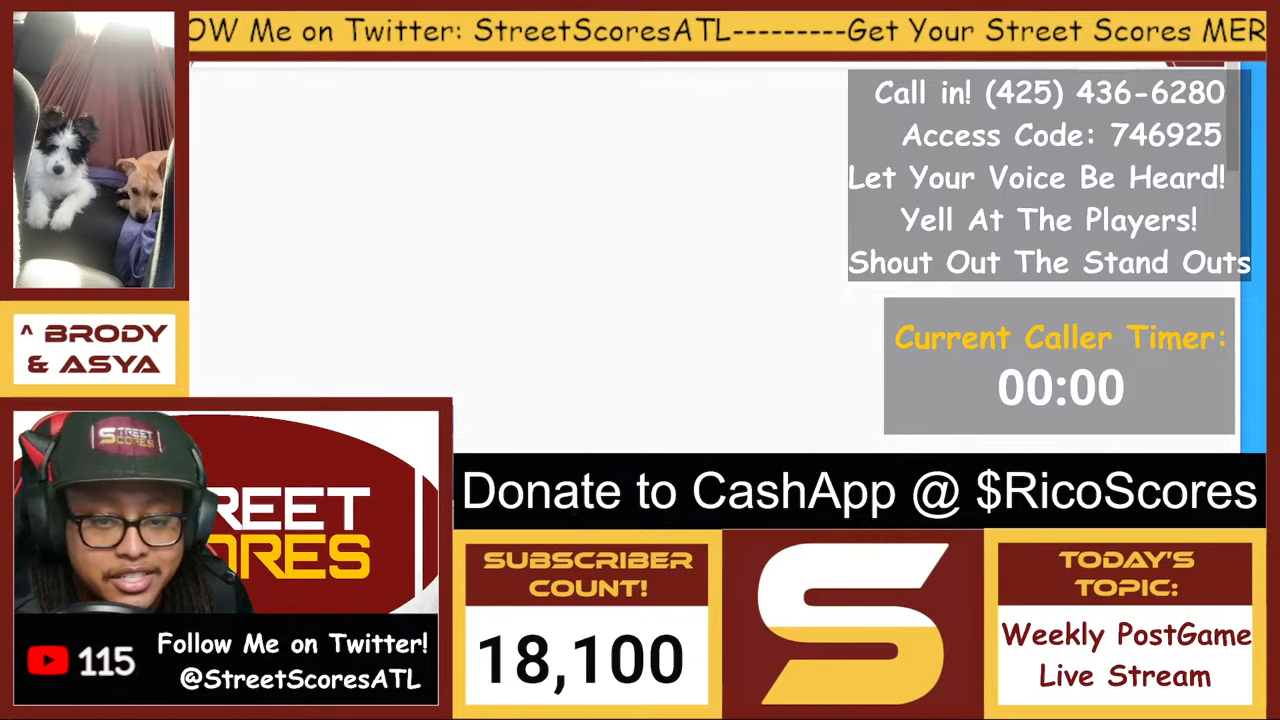 OW Me on Twitter: StreetScoresATL---------Get Your Street Scores MER
Call in! (425) 436-6280
Access Code: 746925
Let Your Voice Be Heard!
Yell At The Players!
Shout Out The Stand Outs
^ BRODY
& ASYA
Current Caller Timer:
00:00
STREET
SCORES
REET
ORES
Donate to CashApp @ $RicoScores
SUBSCRIBER
COUNT!
18,100
S
TODAY'S
TOPIC:
Weekly PostGame
Live Stream
115
Follow Me on Twitter!
@StreetScoresATL